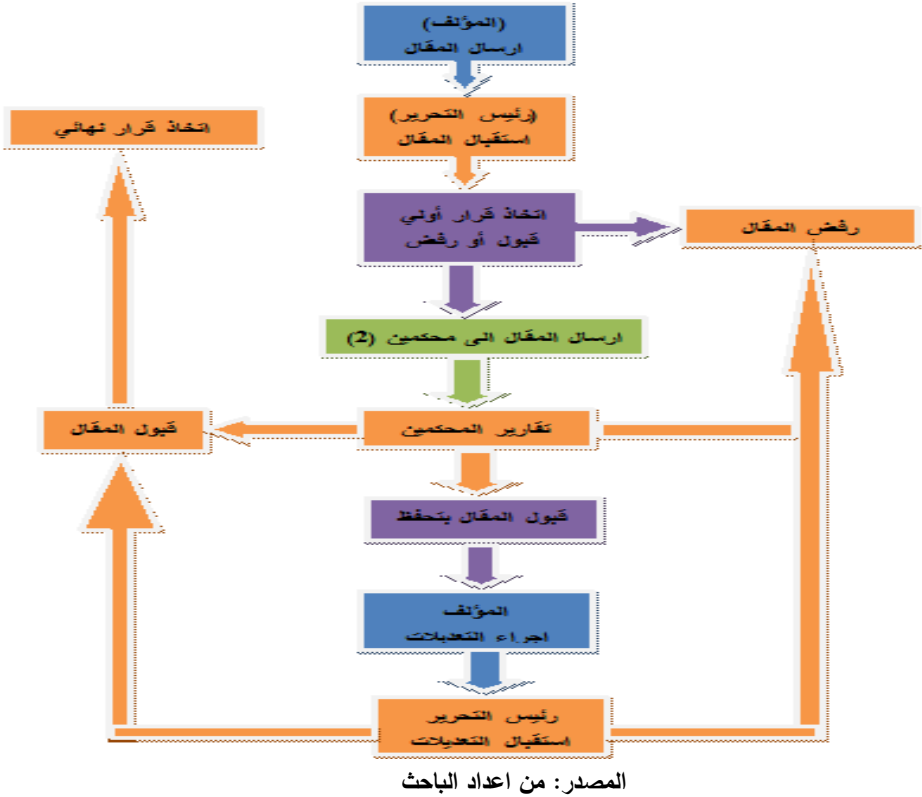 (المؤلف)
ارسال المقال
(رئيس التحرير)
استقبال المقال
اتخاذ قرار نهائي
اتخاذ قرار أولي
قبول أو رفض
رفض المقال
ارسال المقال الى محكمين (2)
تقارير المحكمين
قبول المقال
قبول المقال بتحفظ
المؤلف
اجراء التعديلات
رئيس التحرير
استقبال التعديلات
المصدر: من اعداد الباحث